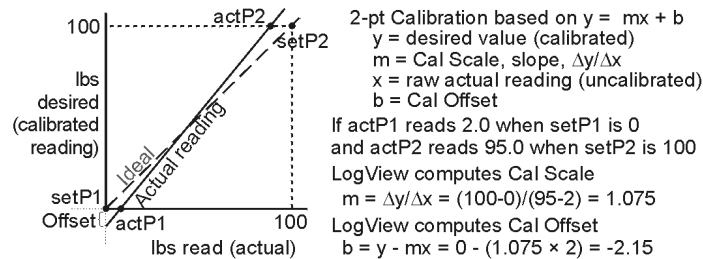 actP2
100
setP2
lbs
desired
(calibrated
reading)
Ideal
Actual reading
setP1
Offset
actP1
100
lbs read (actual)
2-pt Calibration based on y = mx + b
y = desired value (calibrated)
m = Cal Scale, slope, Δy/Δx
x = raw actual reading (uncalibrated)
b = Cal Offset
If actP1 reads 2.0 when setP1 is 0
and actP2 reads 95.0 when setP2 is 100
LogView computes Cal Scale
m = Δy/Δx = (100-0)/(95-2) = 1.075
LogView computes Cal Offset
b = y - mx = 0 - (1.075 × 2) = -2.15